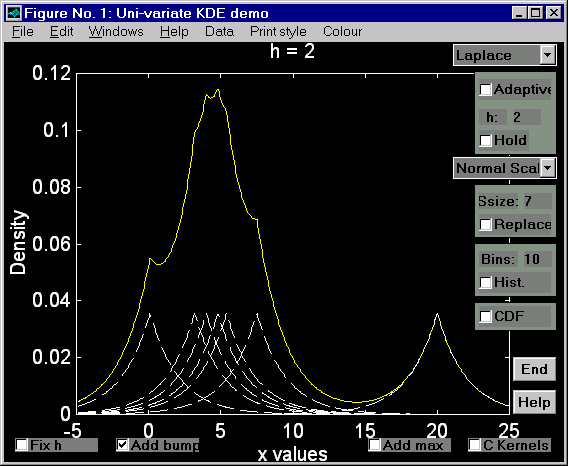 Figure No. 1: Uni-variate KDE demo
File Edit Windows Help Data Print style Colour
h = 2
Laplace
Adaptive
h: 2
Hold
Normal Scal
Ssize: 7
Replace
Bins: 10
Hist.
CDF
End
Help
0.12
0.1
0.08
0.06
0.04
0.02
0
Density
-5 0 5 10 15 20 25
Fix h Add bump x values Add max C Kernels